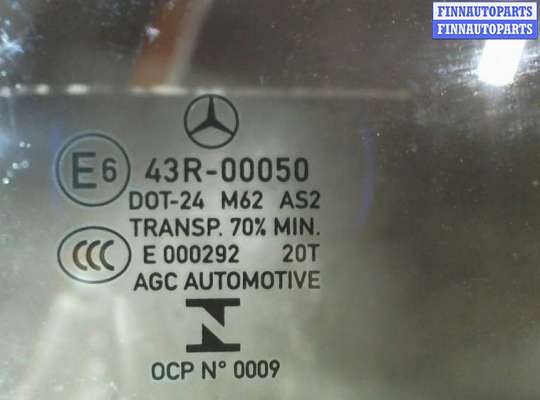 FINNAUTOPARTS
FINNAUTOPARTS
E6 43R-00050
DOT-24 M62 AS2
TRANSP. 70% MIN.
CCC E 000292 20T
AGC AUTOMOTIVE
N
OCP N° 0009